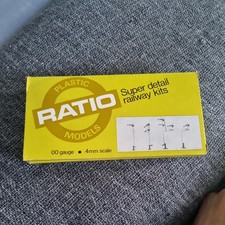 PLASTIC
RATIO
MODELS
Super detail
railway kits
00 gauge ■ 4mm scale